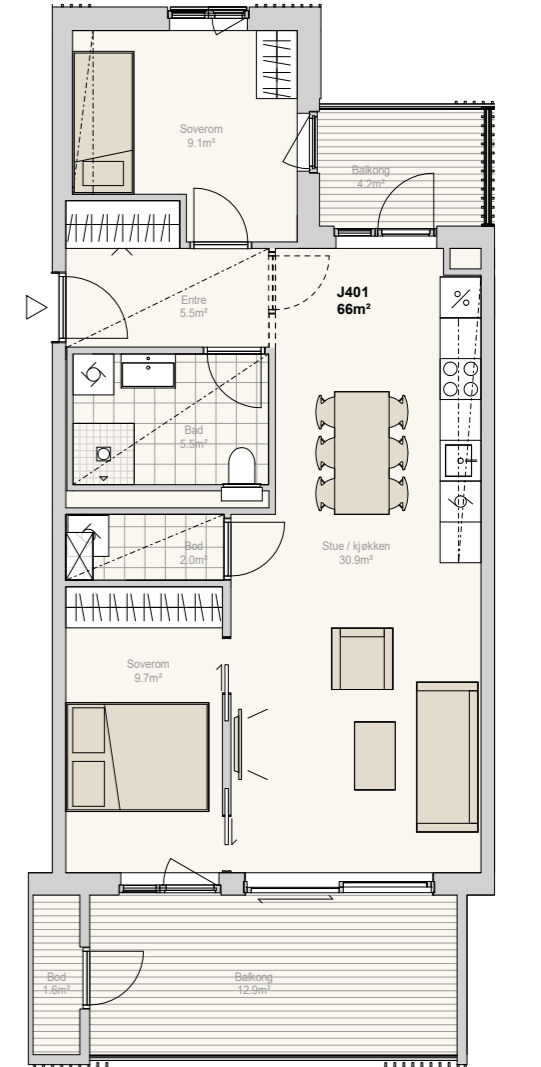 Soverom
9.1m²
Balkong
4.2m²
Entre
5.5m²
J401
66m²
Bad
5.5m²
Bod
2.0m²
Stue / kjøkken
30.9m²
Soverom
9.7m²
Bod
1.6m²
Balkong
12.9m²